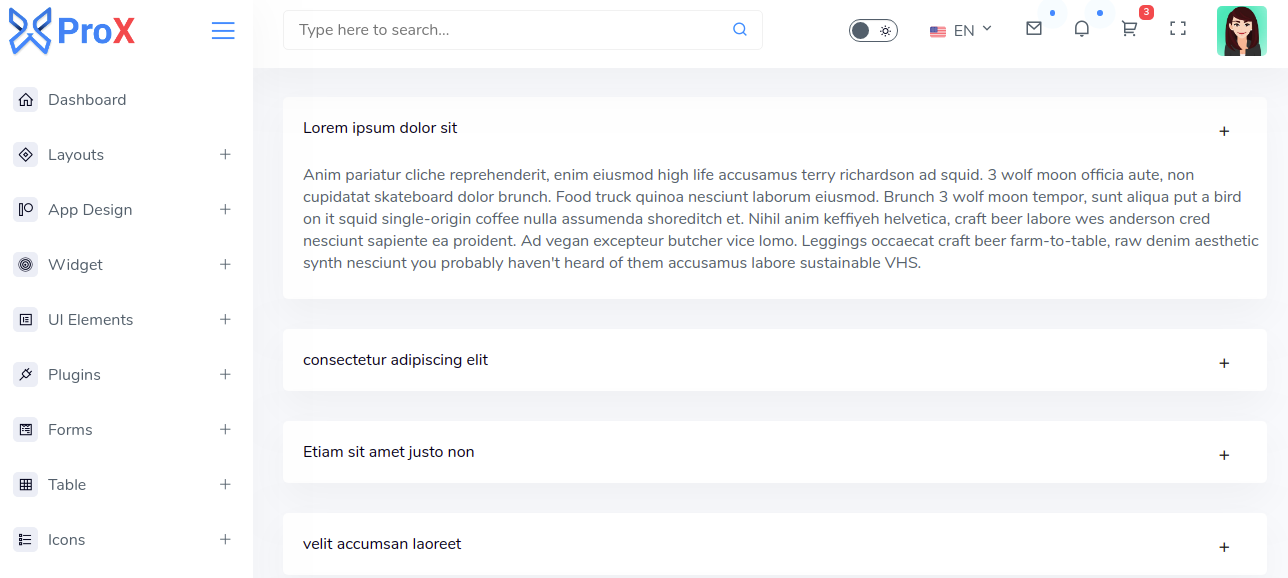 ProX
Type here to search...
EN
3
Dashboard
Layouts
App Design
Widget
UI Elements
Plugins
Forms
Table
Icons
Lorem ipsum dolor sit
Anim pariatur cliche reprehenderit, enim eiusmod high life accusamus terry richardson ad squid. 3 wolf moon officia aute, non
cupidatat skateboard dolor brunch. Food truck quinoa nesciunt laborum eiusmod. Brunch 3 wolf moon tempor, sunt aliqua put a bird
on it squid single-origin coffee nulla assumenda shoreditch et. Nihil anim keffiyeh helvetica, craft beer labore wes anderson cred
nesciunt sapiente ea proident. Ad vegan excepteur butcher vice lomo. Leggings occaecat craft beer farm-to-table, raw denim aesthetic
synth nesciunt you probably haven't heard of them accusamus labore sustainable VHS.
consectetur adipiscing elit
Etiam sit amet justo non
velit accumsan laoreet